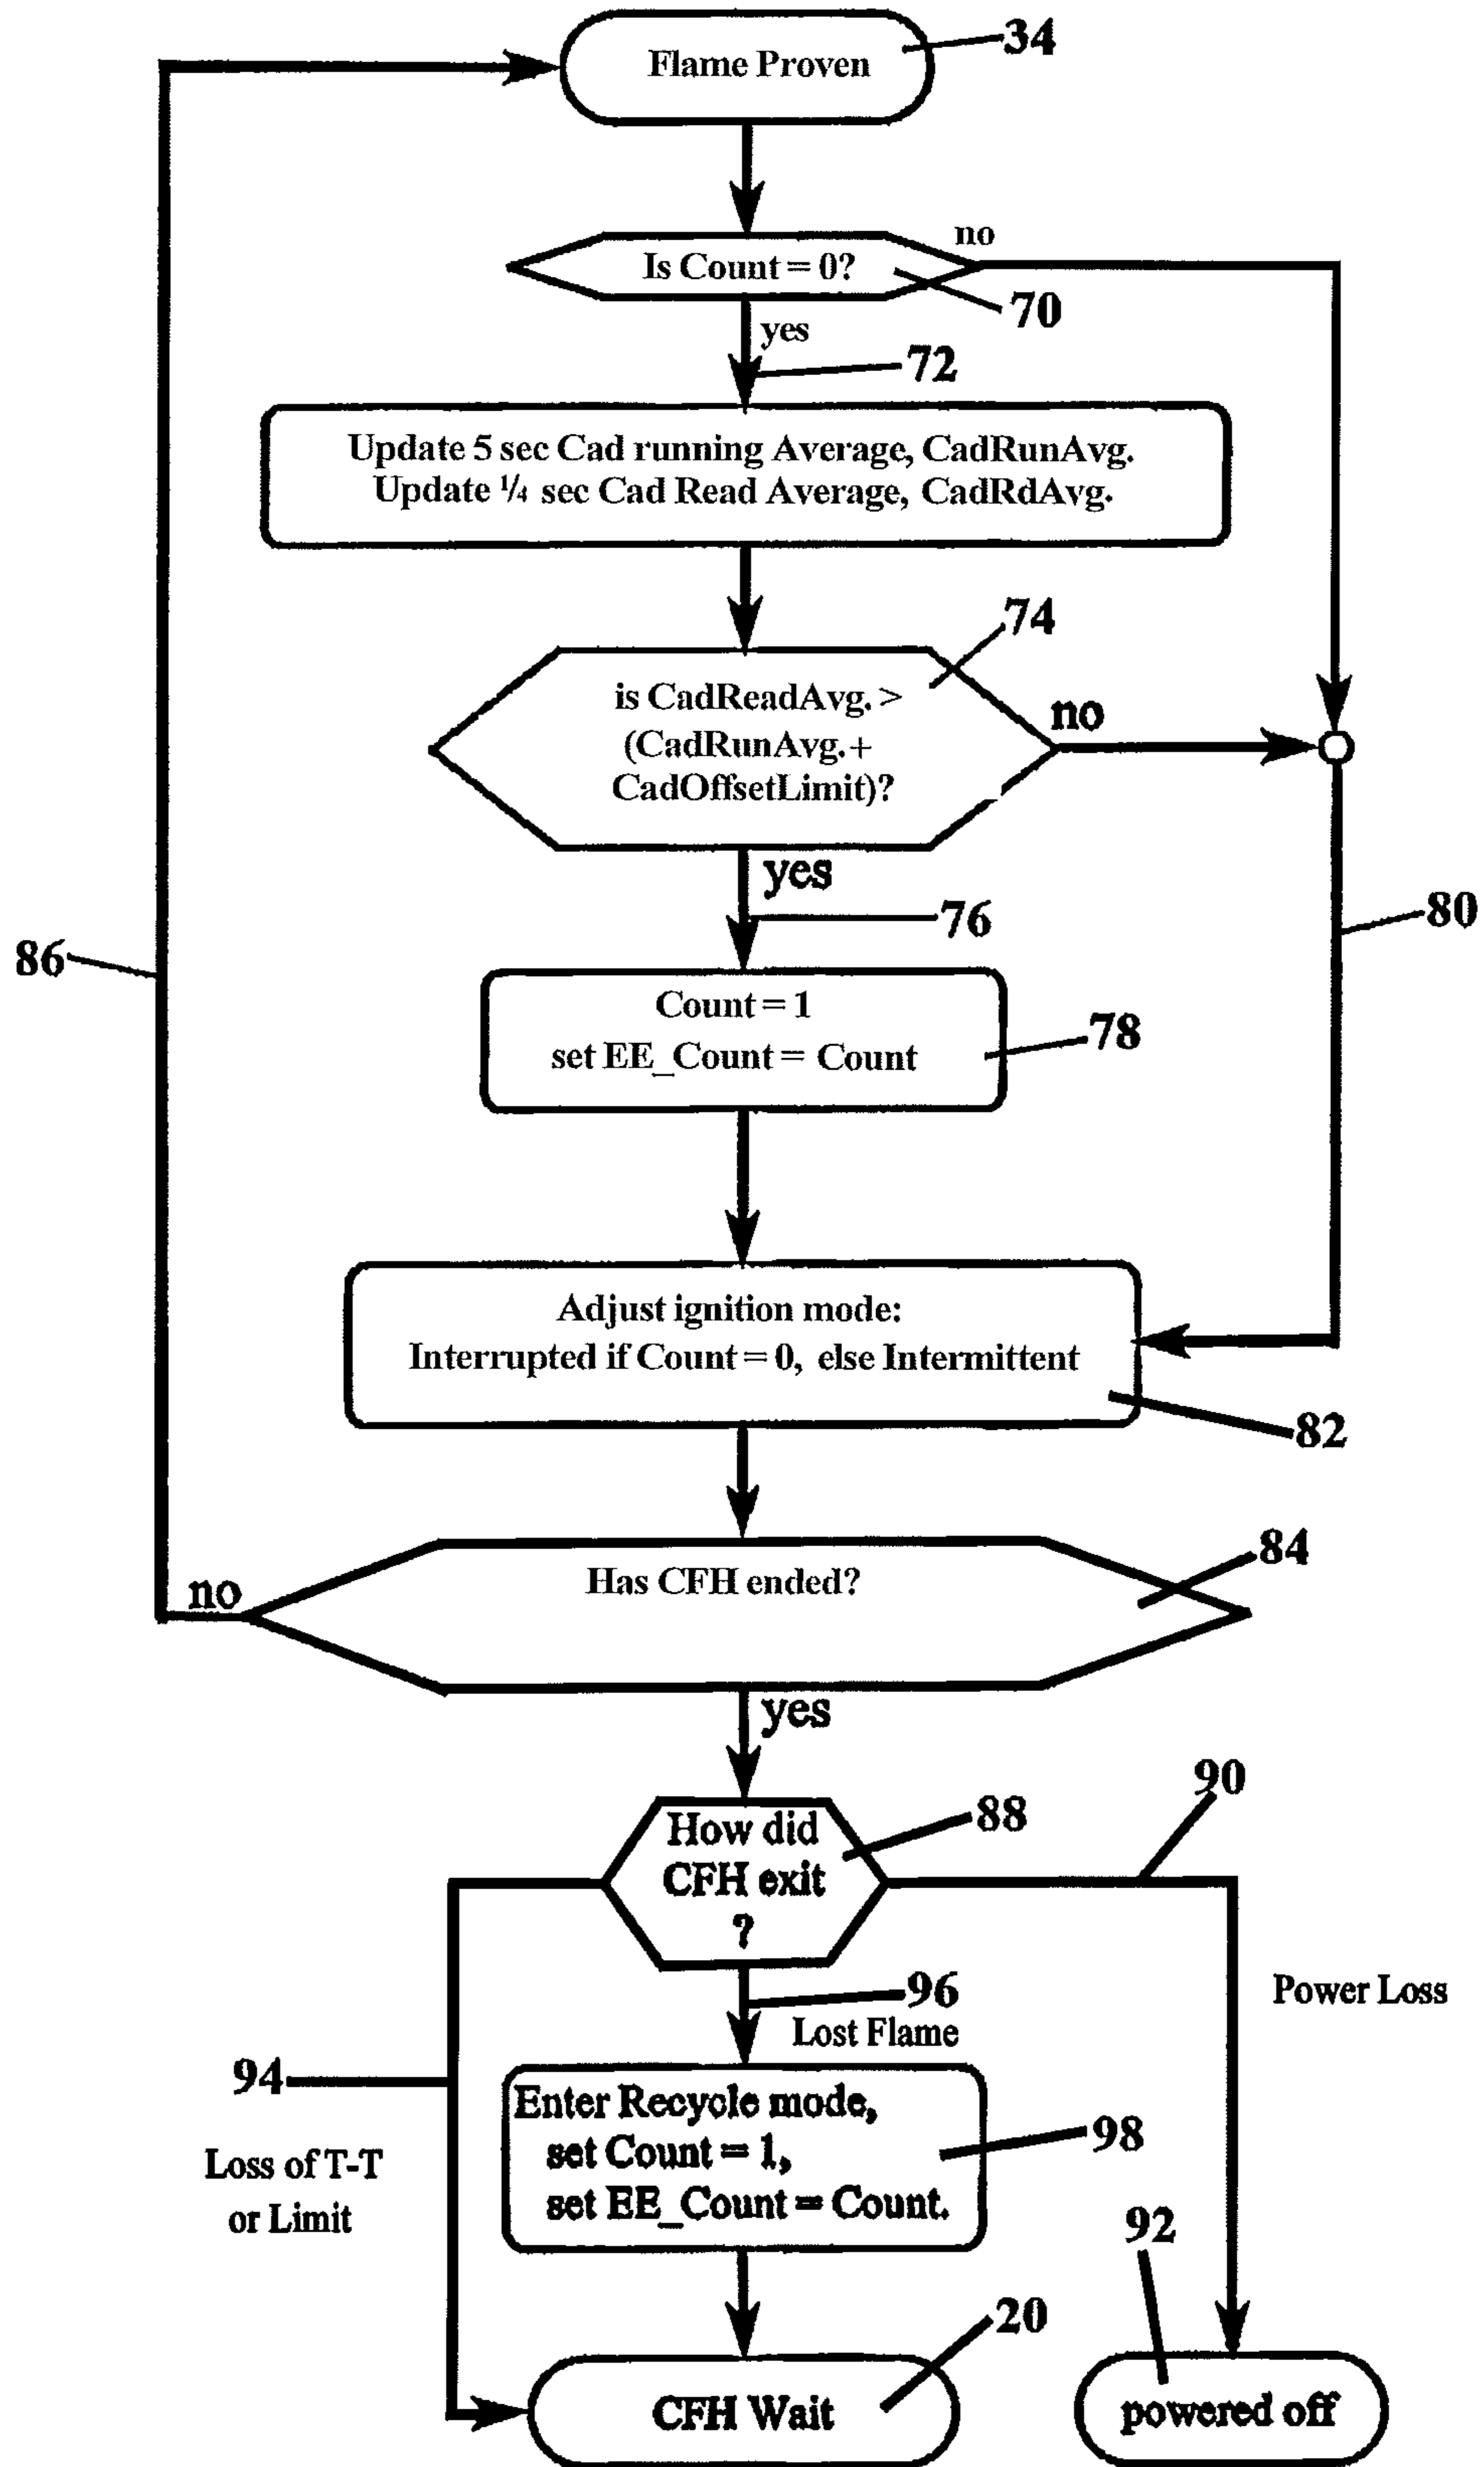 Flame Proven
34
Is Count = 0?
no
70
yes
72
Update 5 sec Cad running Average, CadRunAvg.
Update ¼ sec Cad Read Average, CadRdAvg.
74
is CadReadAvg. >
(CadRunAvg. +
CadOffsetLimit)?
no
yes
76
80
86
Count = 1
set EE_Count = Count
78
Adjust ignition mode:
Interrupted if Count = 0, else Intermittent
82
Has CFH ended?
84
no
yes
90
How did
CFH exit
?
88
96
Lost Flame
Power Loss
94
Loss of T-T
or Limit
Enter Recycle mode,
set Count = 1,
set EE_Count = Count.
98
92
20
CFH Wait
powered off